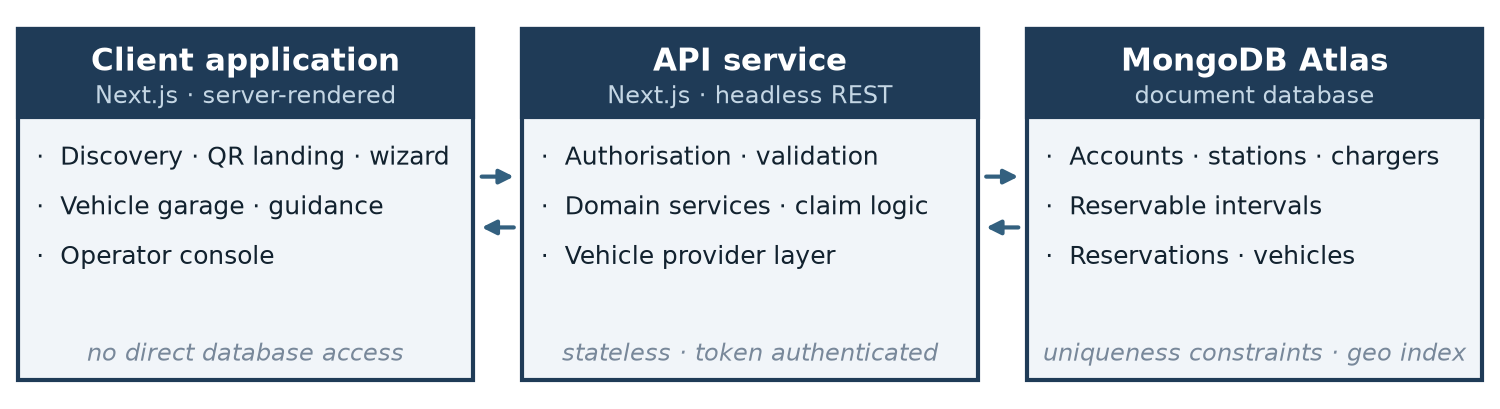 Client application
Next.js · server-rendered
· Discovery · QR landing · wizard
· Vehicle garage · guidance
· Operator console
no direct database access
API service
Next.js · headless REST
· Authorisation · validation
· Domain services · claim logic
· Vehicle provider layer
stateless · token authenticated
MongoDB Atlas
document database
· Accounts · stations · chargers
· Reservable intervals
· Reservations · vehicles
uniqueness constraints · geo index